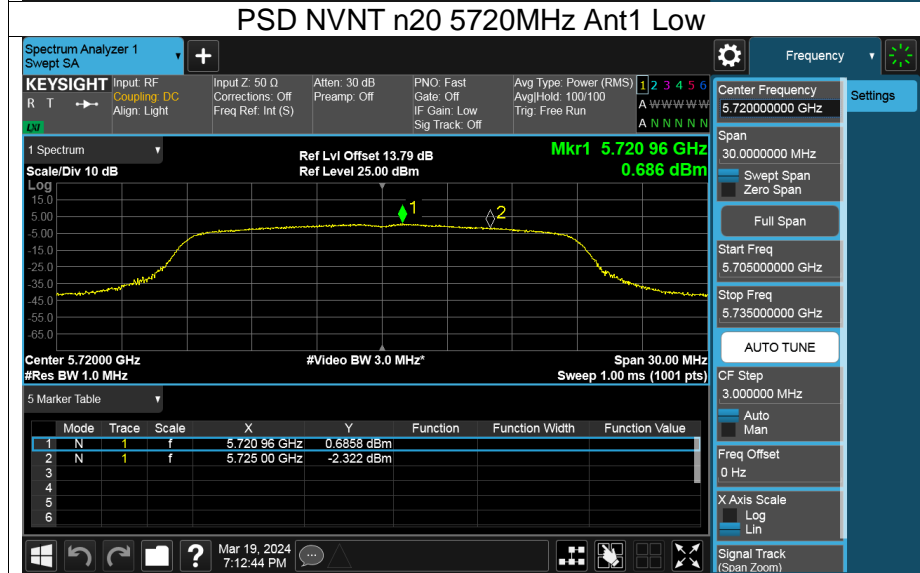 PSD NVNT n20 5720MHz Ant1 Low
Spectrum Analyzer 1
Swept SA
+
Frequency
KEYSIGHT
R T
LXI
Input: RF
Coupling: DC
Align: Light
Input Z: 50 Ω
Corrections: Off
Freq Ref: Int (S)
Atten: 30 dB
Preamp: Off
PNO: Fast
Gate: Off
IF Gain: Low
Sig Track: Off
Avg Type: Power (RMS)
Avg|Hold: 100/100
Trig: Free Run
1 2 3 4 5 6
A W W W W W
A N N N N N
Center Frequency
5.720000000 GHz
Settings
Span
30.0000000 MHz
Swept Span
Zero Span
Full Span
Start Freq
5.705000000 GHz
Stop Freq
5.735000000 GHz
AUTO TUNE
CF Step
3.000000 MHz
Auto
Man
Freq Offset
0 Hz
X Axis Scale
Log
Lin
Signal Track
(Span Zoom)
1 Spectrum
Scale/Div 10 dB
Ref Lvl Offset 13.79 dB
Ref Level 25.00 dBm
Mkr1 5.720 96 GHz
0.686 dBm
Log
15.0
5.00
-5.00
-15.0
-25.0
-35.0
-45.0
-55.0
-65.0
1
2
Center 5.72000 GHz
#Video BW 3.0 MHz*
Span 30.00 MHz
#Res BW 1.0 MHz
Sweep 1.00 ms (1001 pts)
5 Marker Table
Mode Trace Scale X Y Function Function Width Function Value
1 N 1 f 5.720 96 GHz 0.6858 dBm
2 N 1 f 5.725 00 GHz -2.322 dBm
3
4
5
6
?
Mar 19, 2024
7:12:44 PM